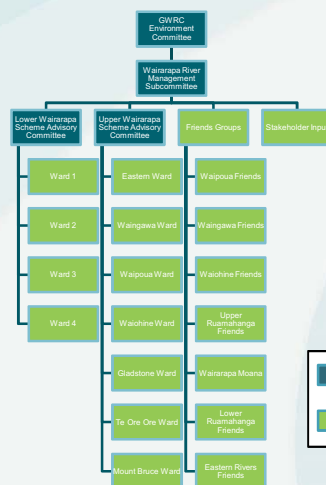 GWRC
Environment
Committee
Wairarapa River
Management
Subcommittee
Lower Wairarapa
Scheme Advisory
Committee
Upper Wairarapa
Scheme Advisory
Committee
Friends Groups
Stakeholder Inpu
Ward 1
Eastern Ward
Waipoua Friends
Ward 2
Waingawa Ward
Waingawa Friends
Ward 3
Waipoua Ward
Waiohine Friends
Ward 4
Waiohine Ward
Upper
Ruamahanga
Friends
Gladstone Ward
Wairarapa Moana
Te Ore Ore Ward
Lower
Ruamahanga
Friends
Mount Bruce Ward
Eastern Rivers
Friends